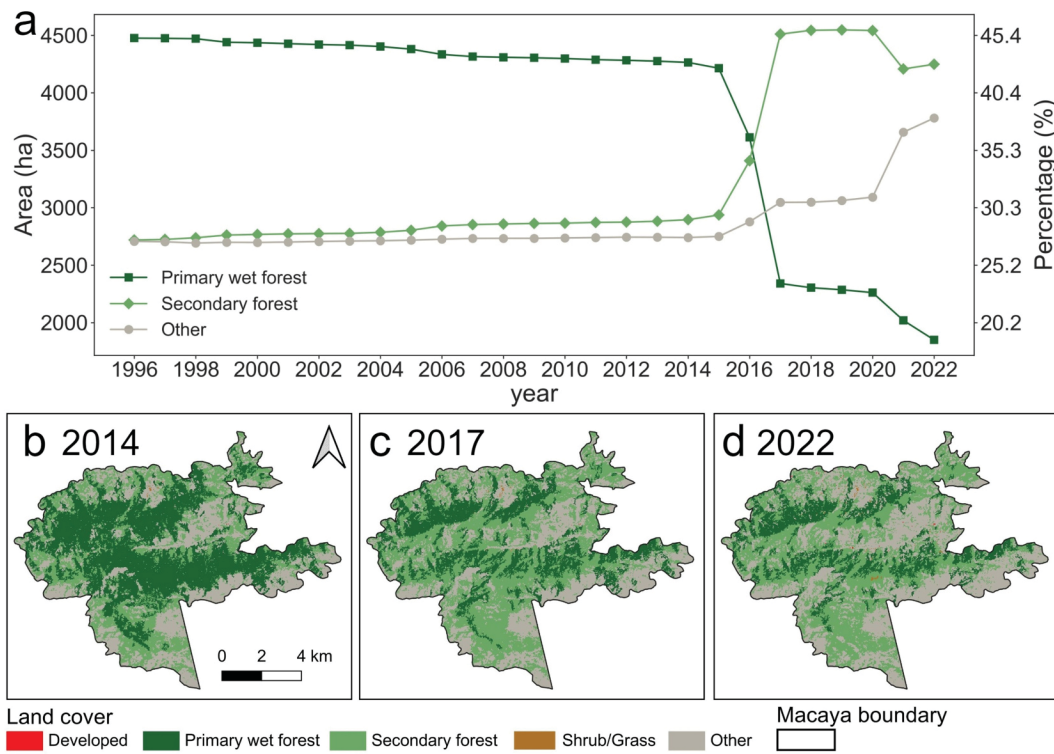 a
4500
4000
3500
3000
2500
2000
Area (ha)
45.4
40.4
35.3
30.3
25.2
20.2
Percentage (%)
Primary wet forest
Secondary forest
Other
1996 1998 2000 2002 2004 2006 2008 2010 2012 2014 2016 2018 2020 2022
year
b 2014
c 2017
d 2022
0 2 4 km
Land cover
Macaya boundary
Developed Primary wet forest Secondary forest Shrub/Grass Other